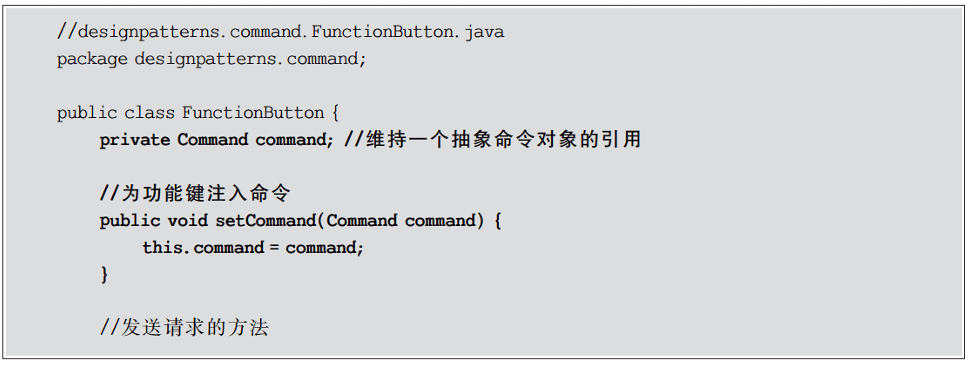 //designpatterns.command.FunctionButton.java
package designpatterns.command;
public class FunctionButton {
private Command command; //维持一个抽象命令对象的引用
//为功能键注入命令
public void setCommand(Command command) {
this.command = command;
}
//发送请求的方法